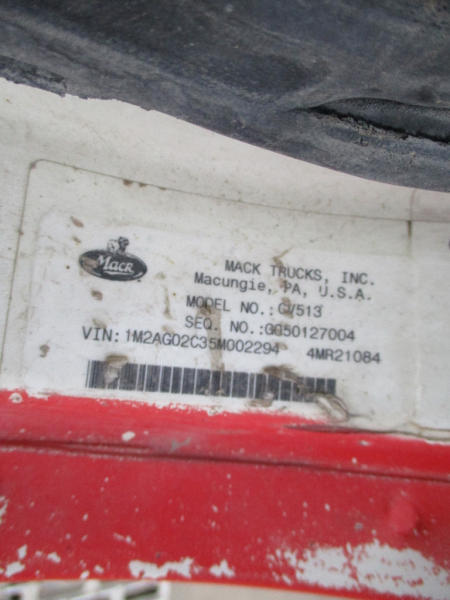 MACK
MACK TRUCKS, INC.
Macungie, PA, U.S.A.
MODEL NO.: CV513
SEQ. NO.:GG50127004
VIN: 1M2AG02C35M002294 4MR21084